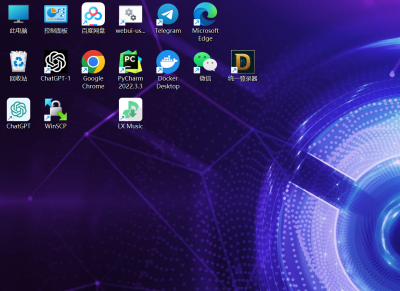 此电脑
控制面板
百度网盘
webui-us...
Telegram
Microsoft
Edge
回收站
ChatGPT-1
Google
Chrome
PyCharm
2022.3.3
Docker
Desktop
微信
统一登录器
ChatGPT
WinSCP
LX Music